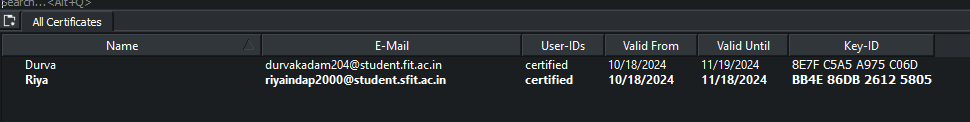 Search...<Alt+Q>
All Certificates
Name E-Mail User-IDs Valid From Valid Until Key-ID
Durva durvakadam204@student.fit.ac.in certified 10/18/2024 11/19/2024 8E7F C5A5 A975 C06D
Riya riyaindap2000@student.sfit.ac.in certified 10/18/2024 11/18/2024 BB4E 86DB 2612 5805